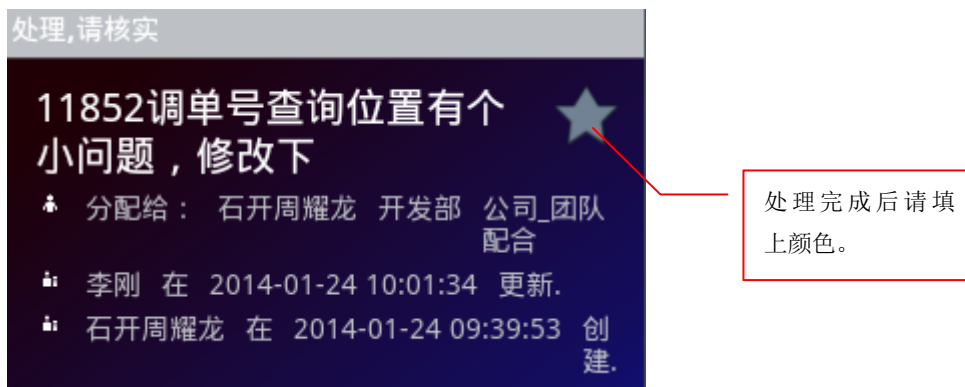 处理,请核实
11852调单号查询位置有个
小问题，修改下
分配给： 石开周耀龙 开发部 公司_团队
配合
李刚 在 2014-01-24 10:01:34 更新.
石开周耀龙 在 2014-01-24 09:39:53 创
建.
处理完成后请填
上颜色。